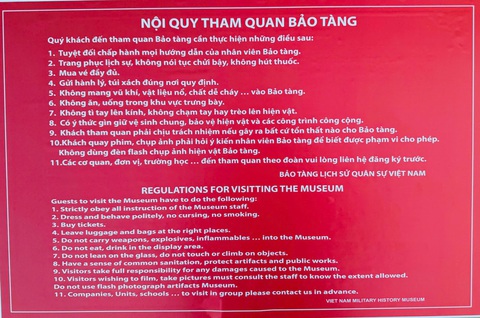 NỘI QUY THAM QUAN BẢO TÀNG
Quý khách đến tham quan Bảo tàng cần thực hiện những điều sau:
1. Tuyệt đối chấp hành mọi hướng dẫn của nhân viên Bảo tàng.
2. Trang phục lịch sự, không nói tục chửi bậy, không hút thuốc.
3. Mua vé đầy đủ.
4. Gửi hành lý, túi xách đúng nơi quy định.
5. Không mang vũ khí, vật liệu nổ, chất dễ cháy ... vào Bảo tàng.
6. Không ăn, uống trong khu vực trưng bày.
7. Không tì tay lên kính, không chạm tay hay trèo lên hiện vật.
8. Có ý thức gìn giữ vệ sinh chung, bảo vệ hiện vật và các công trình công cộng.
9. Khách tham quan phải chịu trách nhiệm nếu gây ra bất cứ tổn thất nào cho Bảo tàng.
10.Khách quay phim, chụp ảnh phải hỏi ý kiến nhân viên Bảo tàng để biết được phạm vi cho phép.
Không dùng đèn flash chụp ảnh hiện vật Bảo tàng.
11.Các cơ quan, đơn vị, trường học ... đến tham quan theo đoàn vui lòng liên hệ đăng ký trước.
BẢO TÀNG LỊCH SỬ QUÂN SỰ VIỆT NAM
REGULATIONS FOR VISITTING THE MUSEUM
Guests to visit the Museum have to do the following:
1. Strictly obey all instruction of the Museum staff.
2. Dress and behave politely, no cursing, no smoking.
3. Buy tickets.
4. Leave luggage and bags at the right places.
5. Do not carry weapons, explosives, inflammables ... into the Museum.
6. Do not eat, drink in the display area.
7. Do not lean on the glass, do not touch or climb on objects.
8. Have a sense of common sanitation, protect artifacts and public works.
9. Visitors take full responsibility for any damages caused to the Museum.
10. Visitors wishing to film, take pictures must consult the staff to know the extent allowed.
Do not use flash photograph artifacts Museum.
11. Companies, Units, schools ... to visit in group please contact us in advance.
VIET NAM MILITARY HISTORY MUSEUM